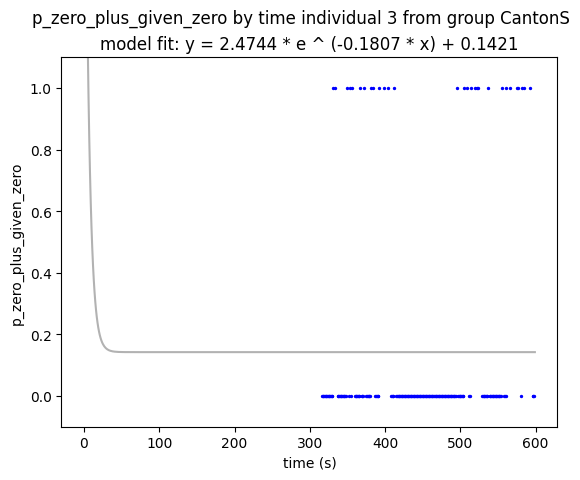 p_zero_plus_given_zero by time individual 3 from group CantonS
model fit: y = 2.4744 * e ^ (-0.1807 * x) + 0.1421
1.0
0.8
0.6
0.4
0.2
0.0
p_zero_plus_given_zero
0 100 200 300 400 500 600
time (s)